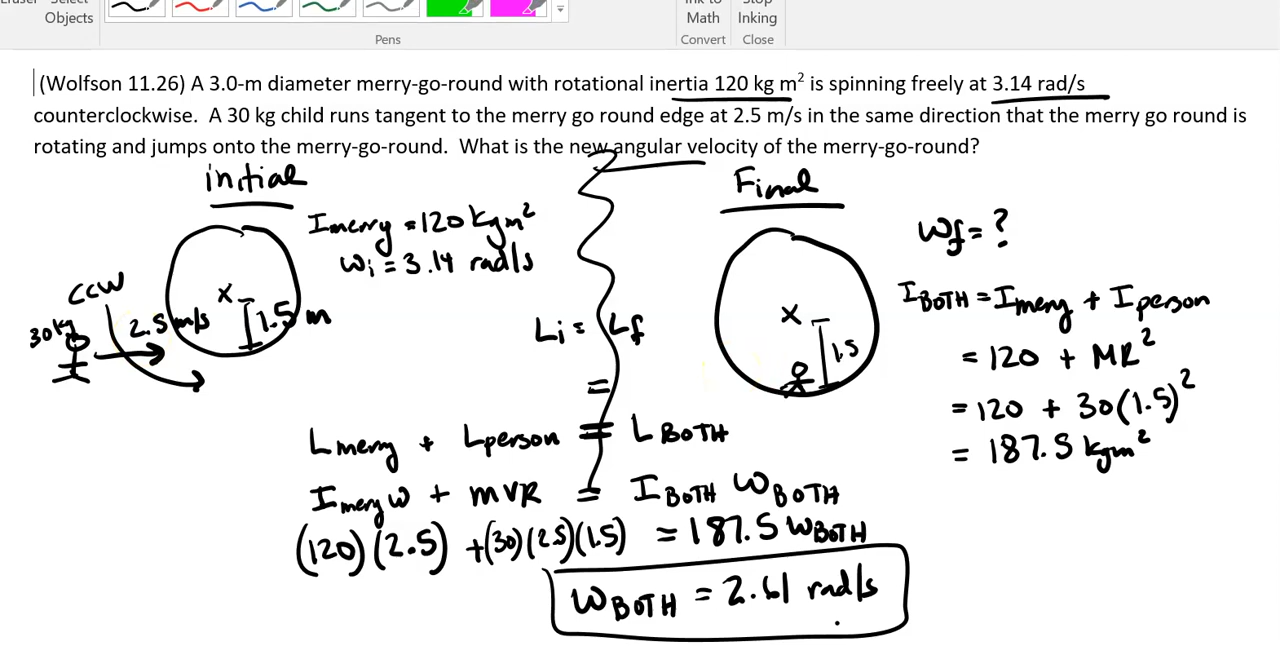 Objects
Pens
Math
Convert
Inking
Close
(Wolfson 11.26) A 3.0-m diameter merry-go-round with rotational inertia 120 kg m² is spinning freely at 3.14 rad/s
counterclockwise. A 30 kg child runs tangent to the merry go round edge at 2.5 m/s in the same direction that the merry go round is
rotating and jumps onto the merry-go-round. What is the new angular velocity of the merry-go-round?
initial
Final
Imerry = 120 kgm²
ωi = 3.14 rad/s
ωf = ?
CCW
30kg
2.5 m/s
x
1.5 m
Li = Lf
x
1.5
IBOTH = Imerry + Iperson
= 120 + MR²
= 120 + 30(1.5)²
= 187.5 kgm²
=
Lmerry + Lperson = LBOTH
Imerry ω + mVR = IBOTH ωBOTH
(120)(2.5) + (30)(2.5)(1.5) = 187.5 ωBOTH
ωBOTH = 2.61 rad/s